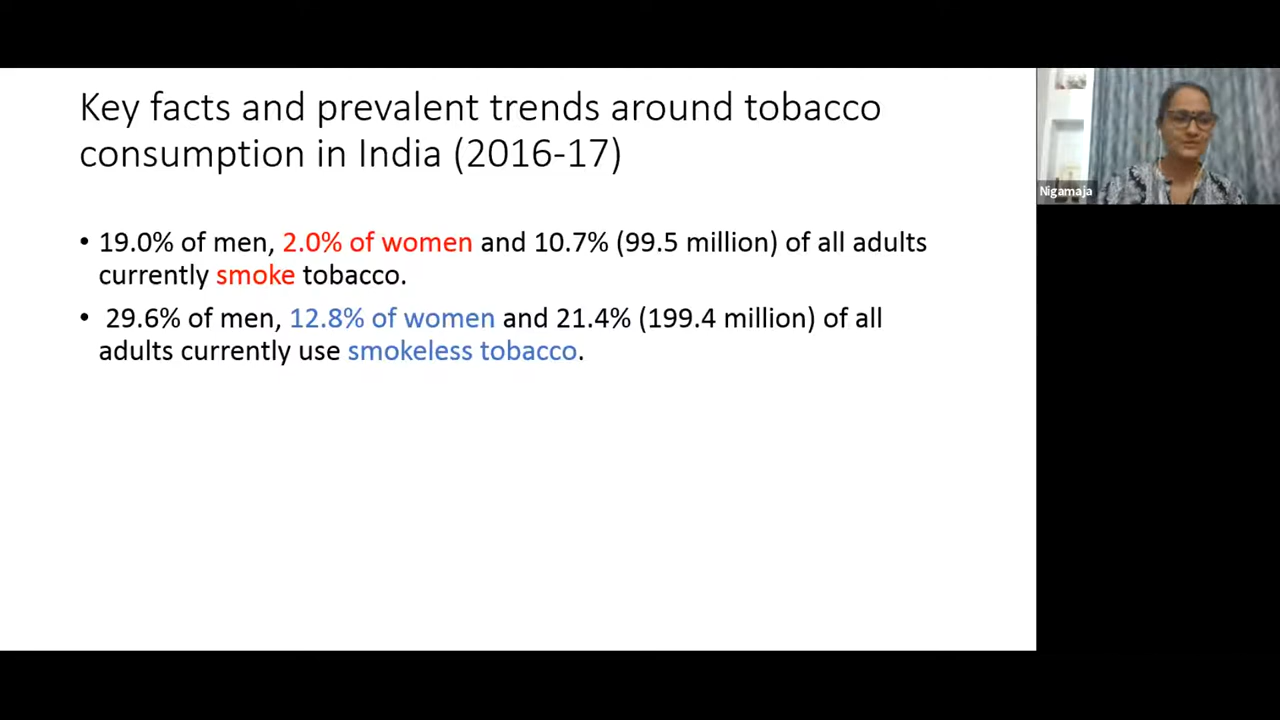 Key facts and prevalent trends around tobacco
consumption in India (2016-17)
• 19.0% of men, 2.0% of women and 10.7% (99.5 million) of all adults
currently smoke tobacco.
• 29.6% of men, 12.8% of women and 21.4% (199.4 million) of all
adults currently use smokeless tobacco.
Nigamaja